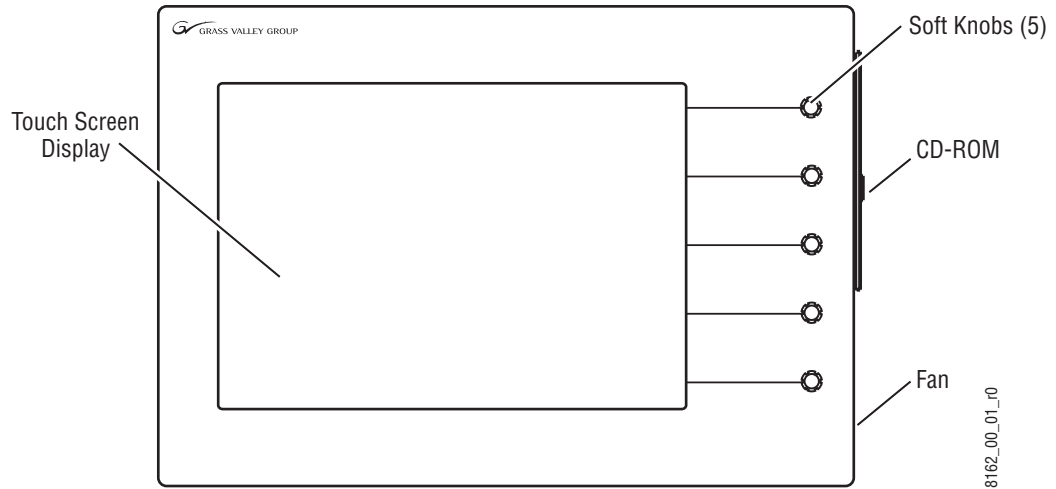 GRASS VALLEY GROUP
Soft Knobs (5)
Touch Screen
Display
CD-ROM
Fan
8162_00_01_r0